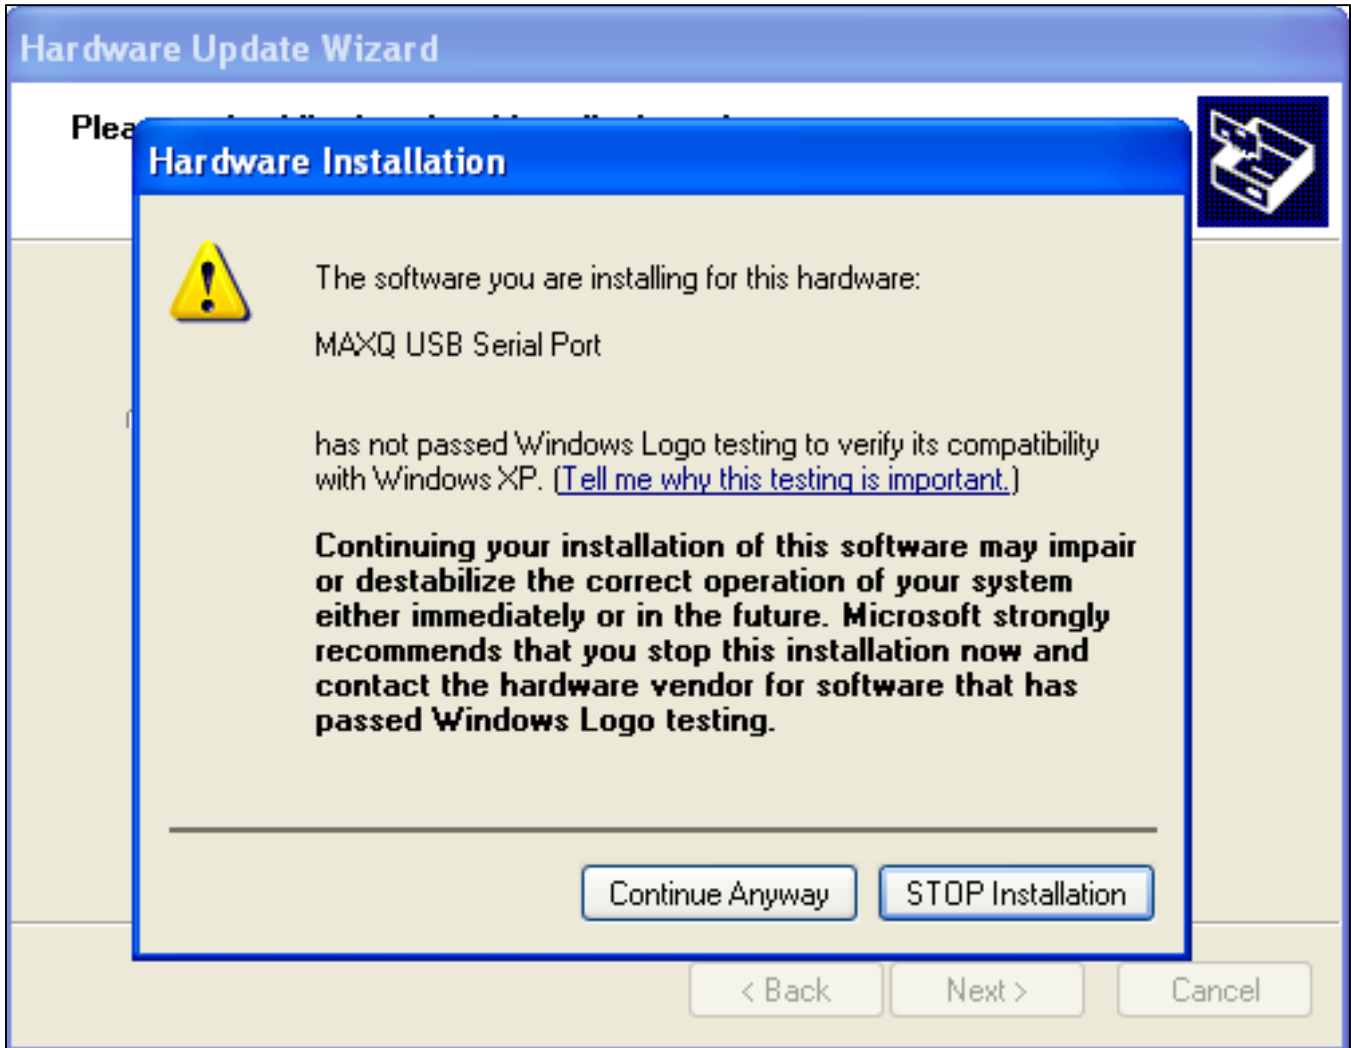 Hardware Update Wizard
Plea
Hardware Installation
The software you are installing for this hardware:
MAXQ USB Serial Port
has not passed Windows Logo testing to verify its compatibility
with Windows XP. (Tell me why this testing is important.)
Continuing your installation of this software may impair
or destabilize the correct operation of your system
either immediately or in the future. Microsoft strongly
recommends that you stop this installation now and
contact the hardware vendor for software that has
passed Windows Logo testing.
Continue Anyway
STOP Installation
< Back
Next >
Cancel